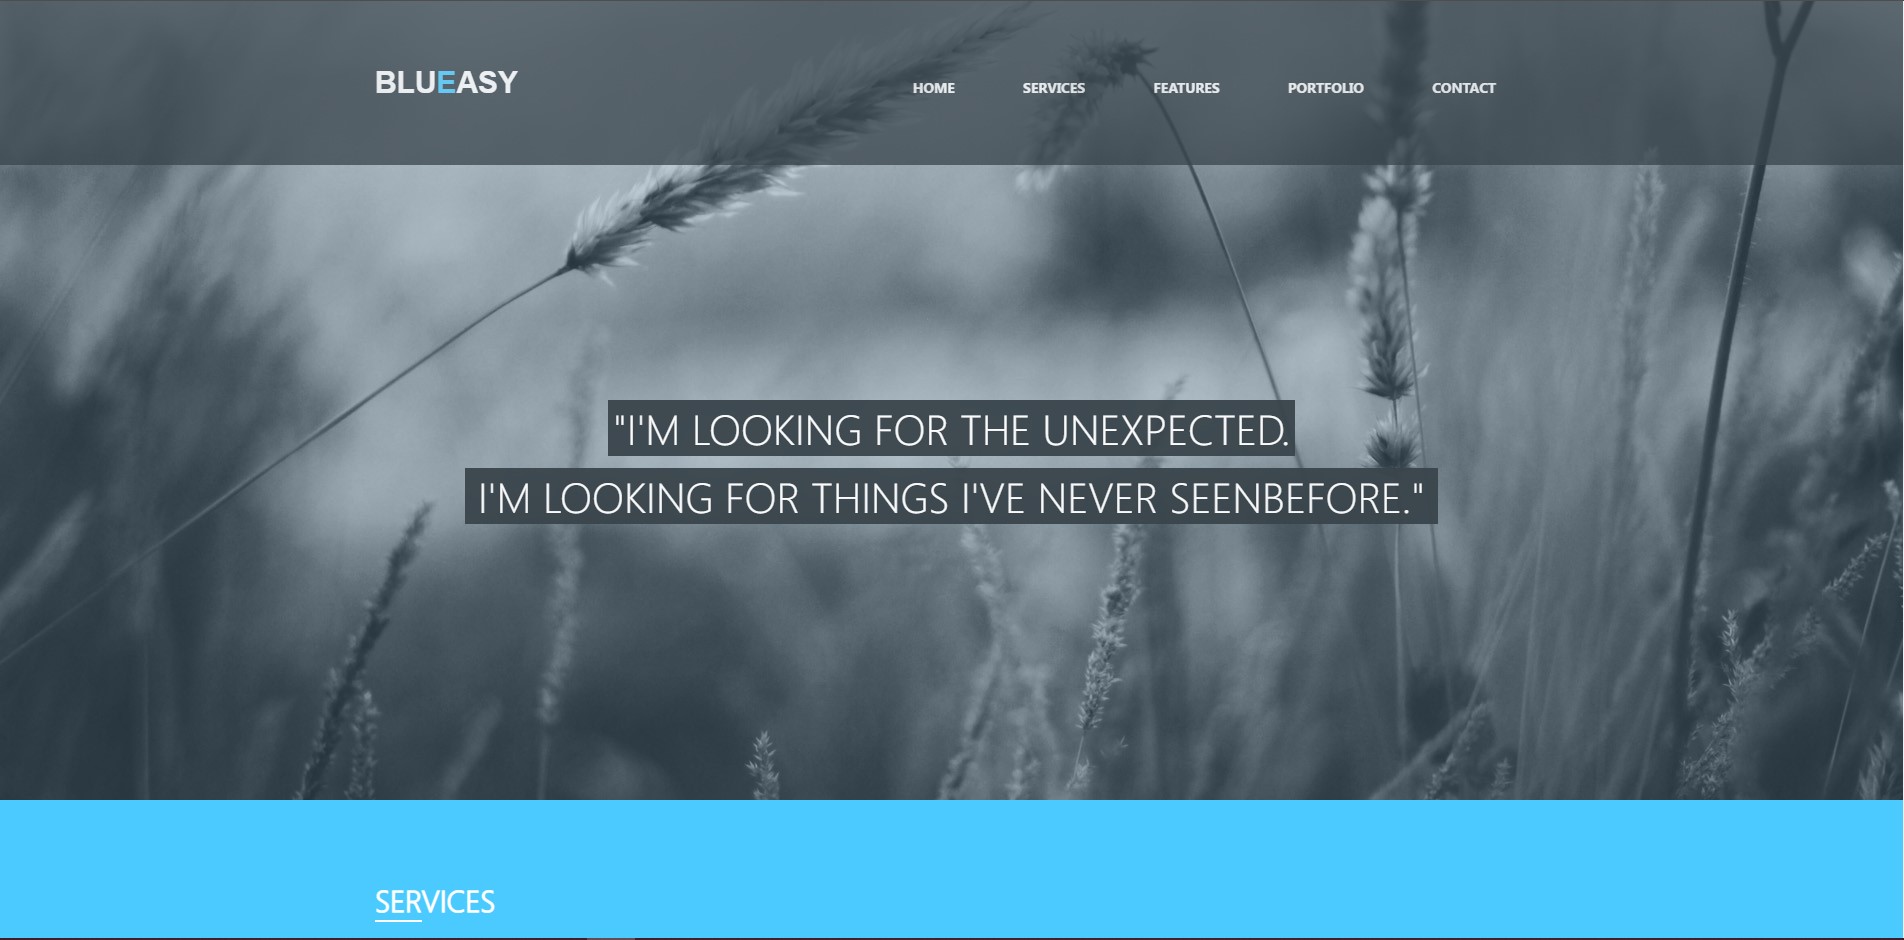 BLUEASY
HOME SERVICES FEATURES PORTFOLIO CONTACT
"I'M LOOKING FOR THE UNEXPECTED.
I'M LOOKING FOR THINGS I'VE NEVER SEENBEFORE."
SERVICES